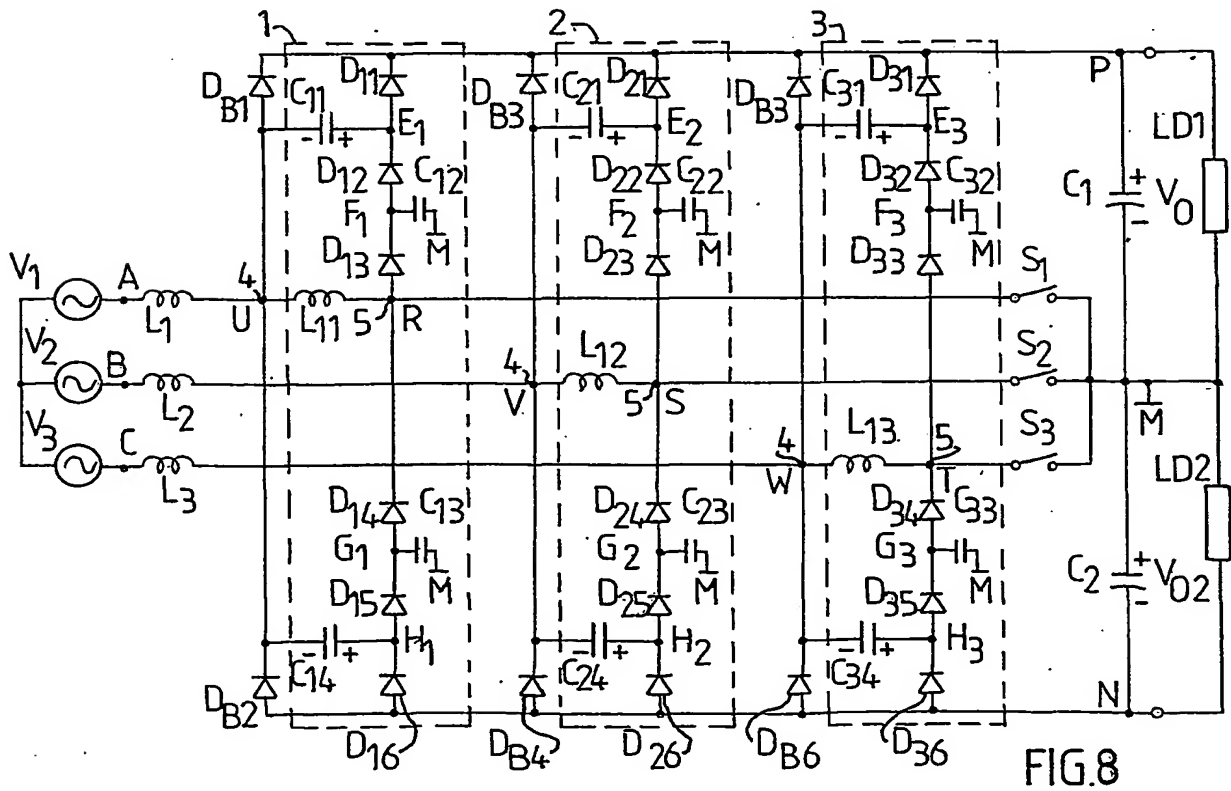 1 2 3
D11 D21 D31 P
DB1 C11 DB3 C21 DB3 C31
E1 E2 E3 LD1
D12 C12 D22 C22 D32 C32 C1 + VO
F1 F2 F3 -
M M M
D13 D23 D33
V1 A 4 S1
L1 U L11 5 R
V2 B L12 4 S2
L2 V 5 S M
V3 C L13 4 5 S3
L3 W T LD2
D14 C13 D24 C23 D34 C33
G1 G2 G3 C2 + VO2
M M M -
D15 D25 D35
- + H1 - + H2 - + H3
C14 C24 C34
DB2 N
D16 DB4 D26 DB6 D36
FIG.8